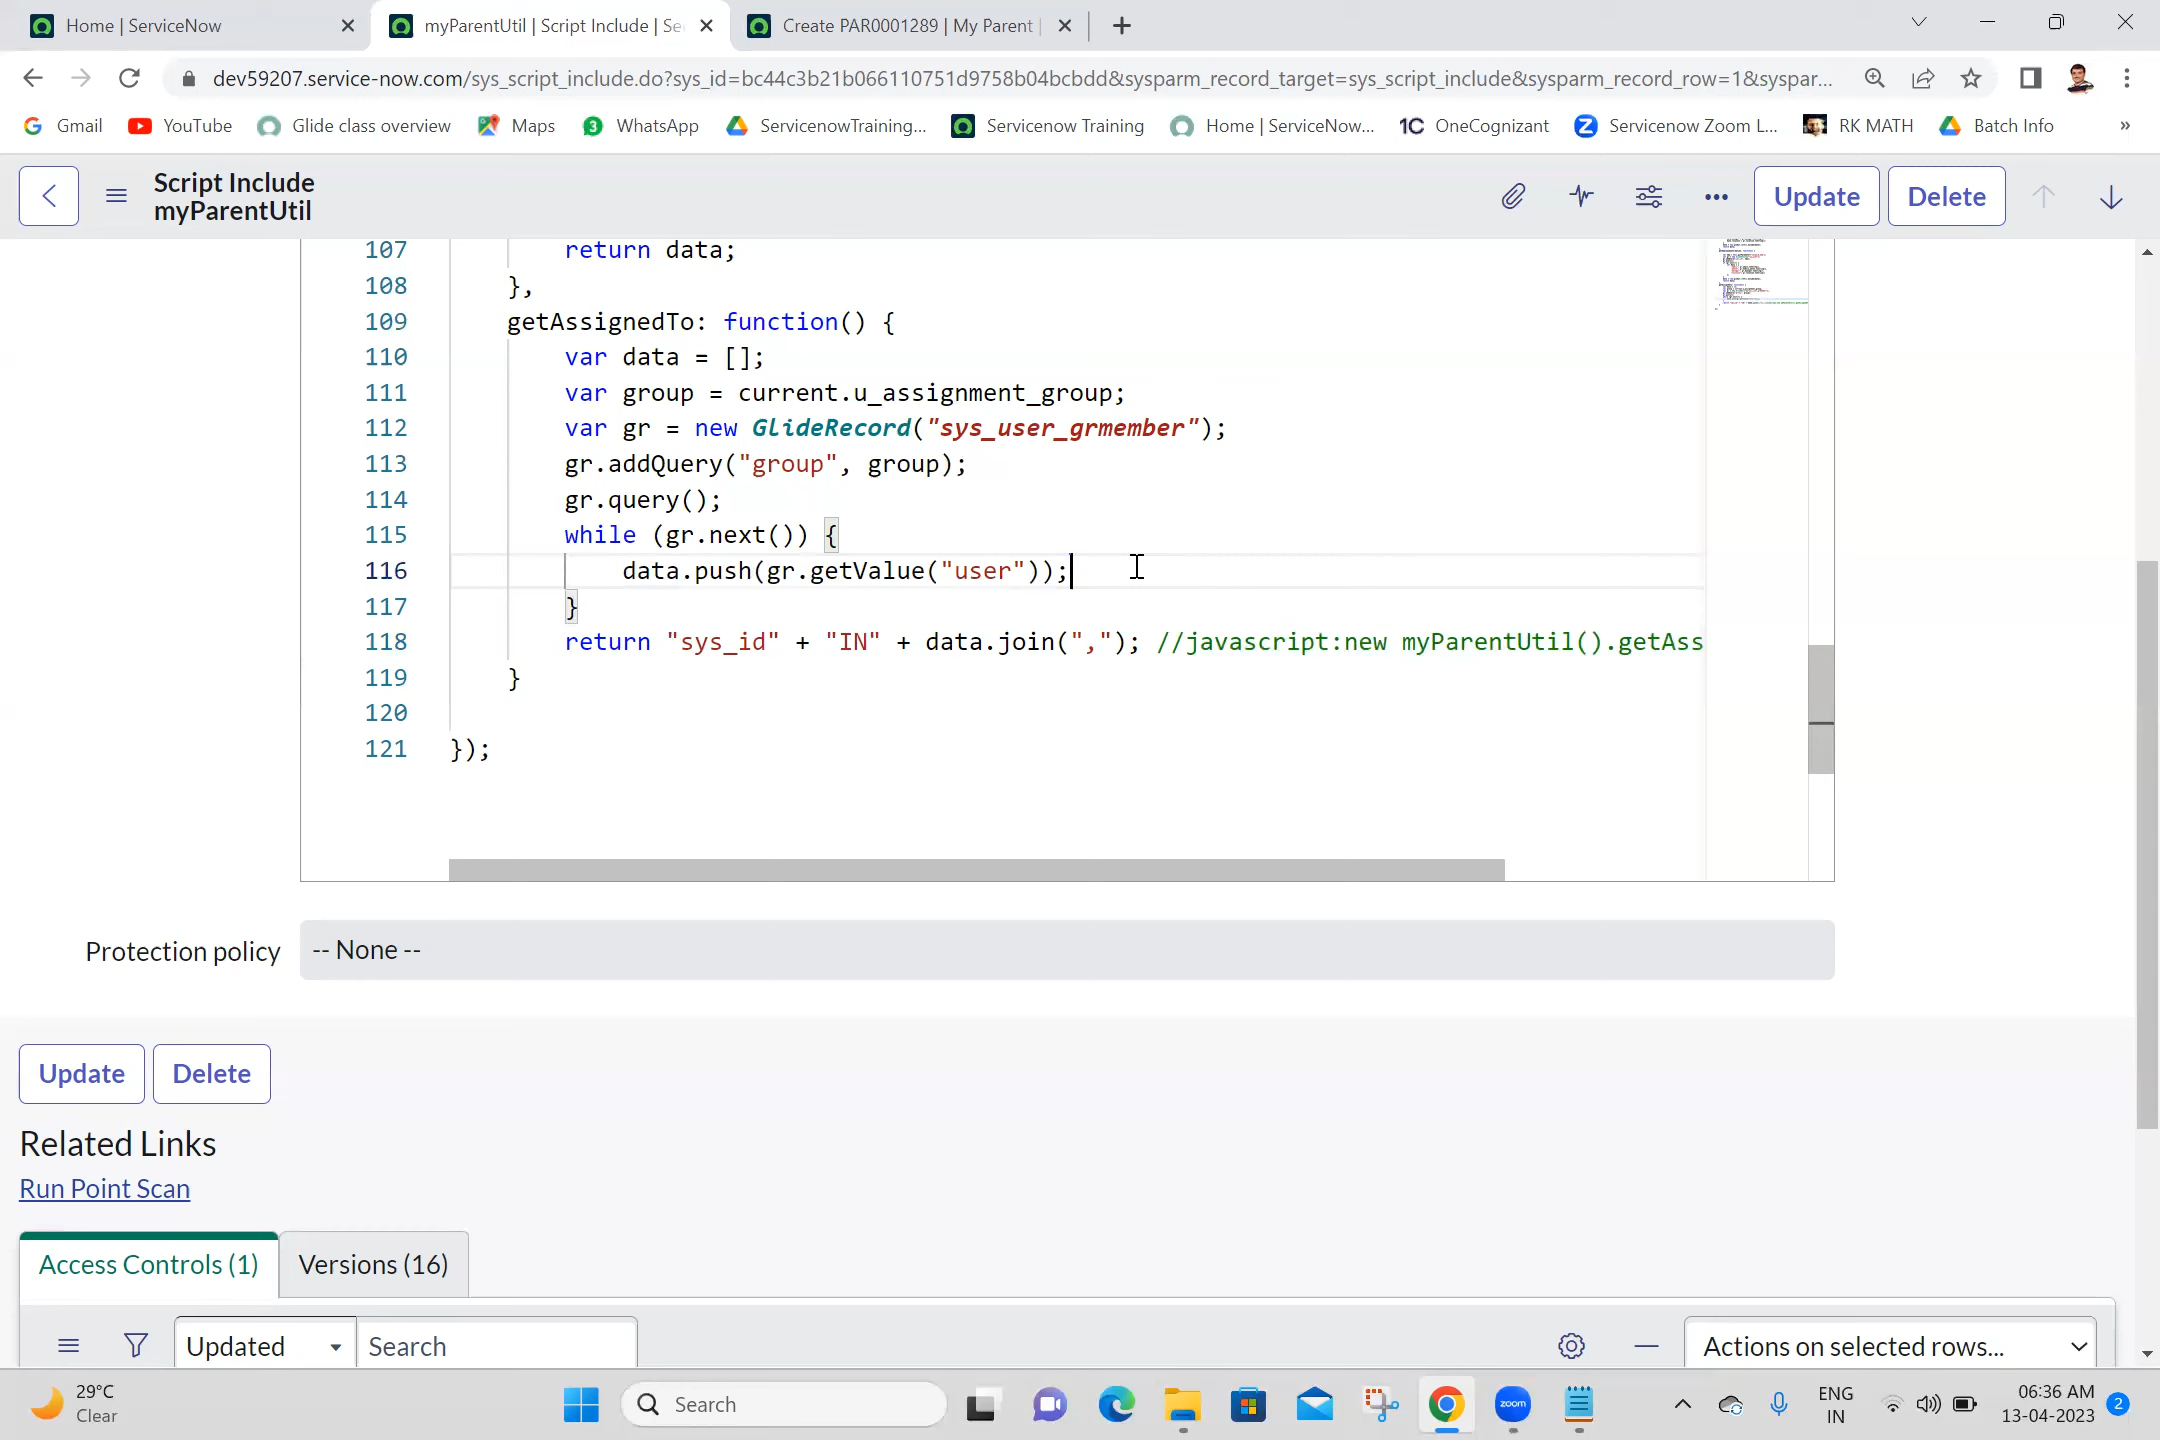 Home | ServiceNow
myParentUtil | Script Include | Se
Create PAR0001289 | My Parent |
dev59207.service-now.com/sys_script_include.do?sys_id=bc44c3b21b066110751d9758b04bcbdd&sysparm_record_target=sys_script_include&sysparm_record_row=1&syspar...
Gmail
YouTube
Glide class overview
Maps
3 WhatsApp
ServicenowTraining...
Servicenow Training
Home | ServiceNow...
1C OneCognizant
Z Servicenow Zoom L...
RK MATH
Batch Info
»
Script Include
myParentUtil
Update
Delete
107 return data;
108 },
109 getAssignedTo: function() {
110 var data = [];
111 var group = current.u_assignment_group;
112 var gr = new GlideRecord("sys_user_grmember");
113 gr.addQuery("group", group);
114 gr.query();
115 while (gr.next()) {
116 data.push(gr.getValue("user"));
117 }
118 return "sys_id" + "IN" + data.join(","); //javascript:new myParentUtil().getAss
119 }
120
121 });
Protection policy
-- None --
Update
Delete
Related Links
Run Point Scan
Access Controls (1)
Versions (16)
Updated
Search
Actions on selected rows...
29°C
Clear
Search
zoom
ENG
IN
06:36 AM
13-04-2023
2